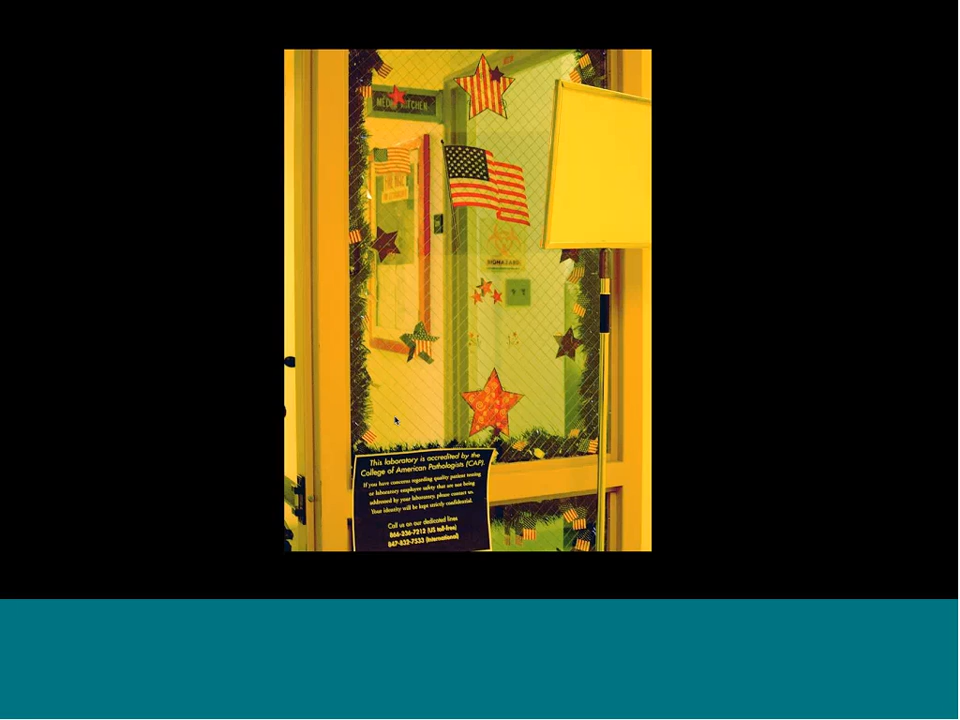 MEDIA KITCHEN
BIOHAZARD
This laboratory is accredited by the
College of American Pathologists (CAP).
If you have concerns regarding quality patient testing
or laboratory employee safety that are not being
addressed by your laboratory, please contact us.
Your identity will be kept strictly confidential.
Call us on our dedicated lines
866-236-7212 (US toll-free)
847-832-7533 (International)